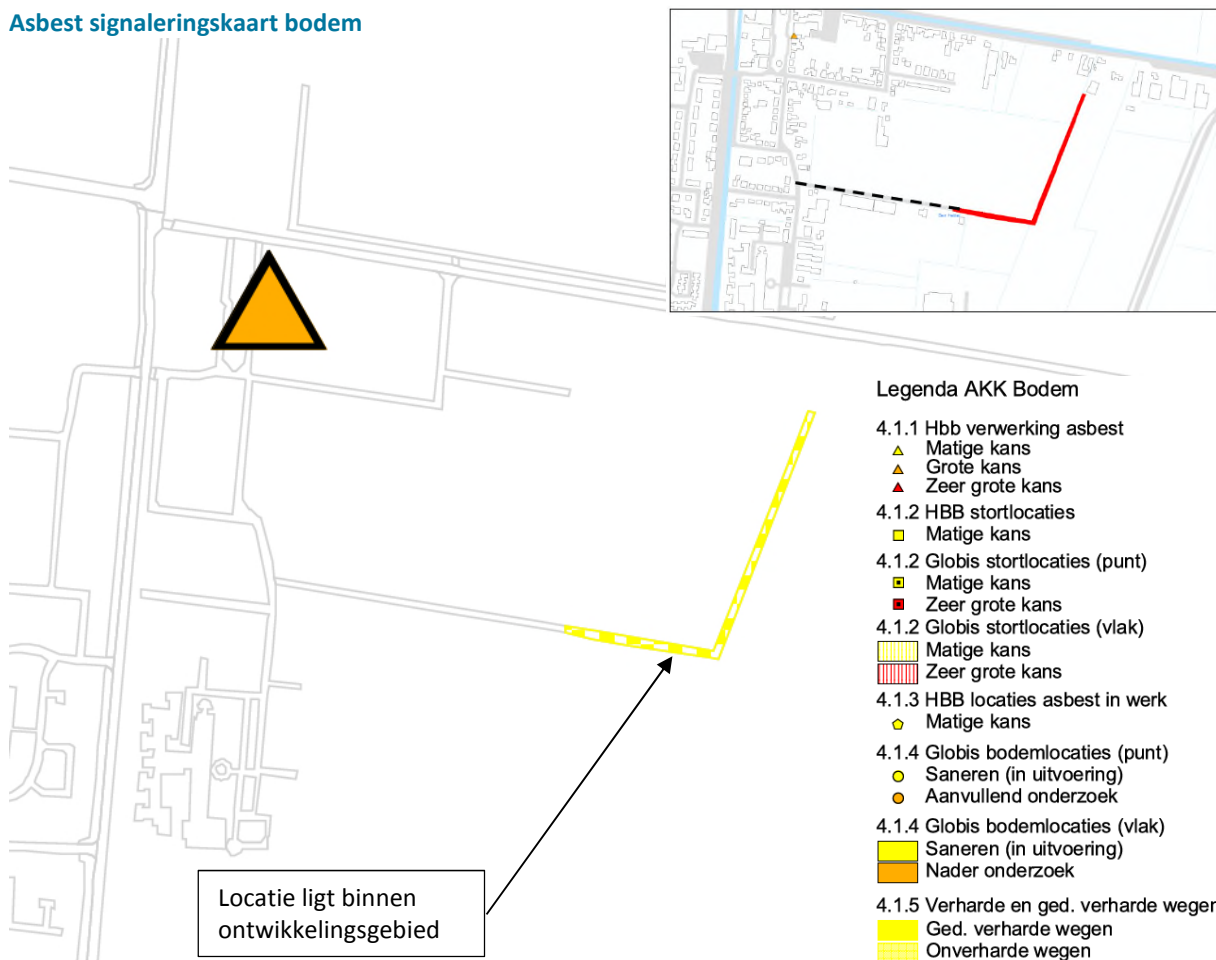 Asbest signaleringskaart bodem
Legenda AKK Bodem
4.1.1 Hbb verwerking asbest
Matige kans
Grote kans
Zeer grote kans
4.1.2 HBB stortlocaties
Matige kans
4.1.2 Globis stortlocaties (punt)
Matige kans
Zeer grote kans
4.1.2 Globis stortlocaties (vlak)
Matige kans
Zeer grote kans
4.1.3 HBB locaties asbest in werk
Matige kans
4.1.4 Globis bodemlocaties (punt)
Saneren (in uitvoering)
Aanvullend onderzoek
4.1.4 Globis bodemlocaties (vlak)
Saneren (in uitvoering)
Nader onderzoek
4.1.5 Verharde en ged. verharde wegen
Ged. verharde wegen
Onverharde wegen
Locatie ligt binnen
ontwikkelingsgebied